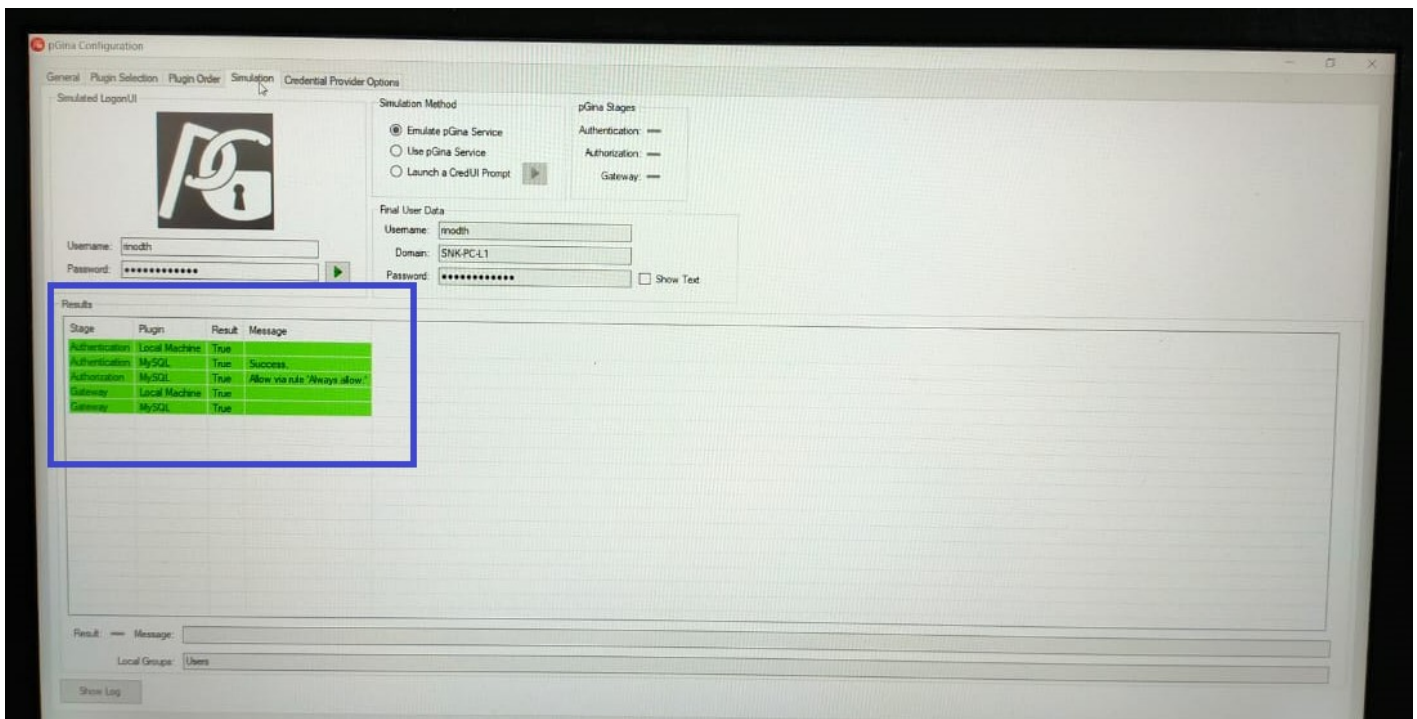 pGina Configuration
General Plugin Selection Plugin Order Simulation Credential Provider Options
Simulated LogonUI
Username: rnodth
Password: ●●●●●●●●●●●●
Simulation Method
Emulate pGina Service
Use pGina Service
Launch a CredUI Prompt
pGina Stages
Authentication: —
Authorization: —
Gateway: —
Final User Data
Username: rnodth
Domain: SNK-PC-L1
Password: ●●●●●●●●●●●●
Show Text
Results
Stage Plugin Result Message
Authentication Local Machine True
Authentication MySQL True Success.
Authorization MySQL True Allow via rule 'Always allow.'
Gateway Local Machine True
Gateway MySQL True
Result: — Message:
Local Groups: Users
Show Log